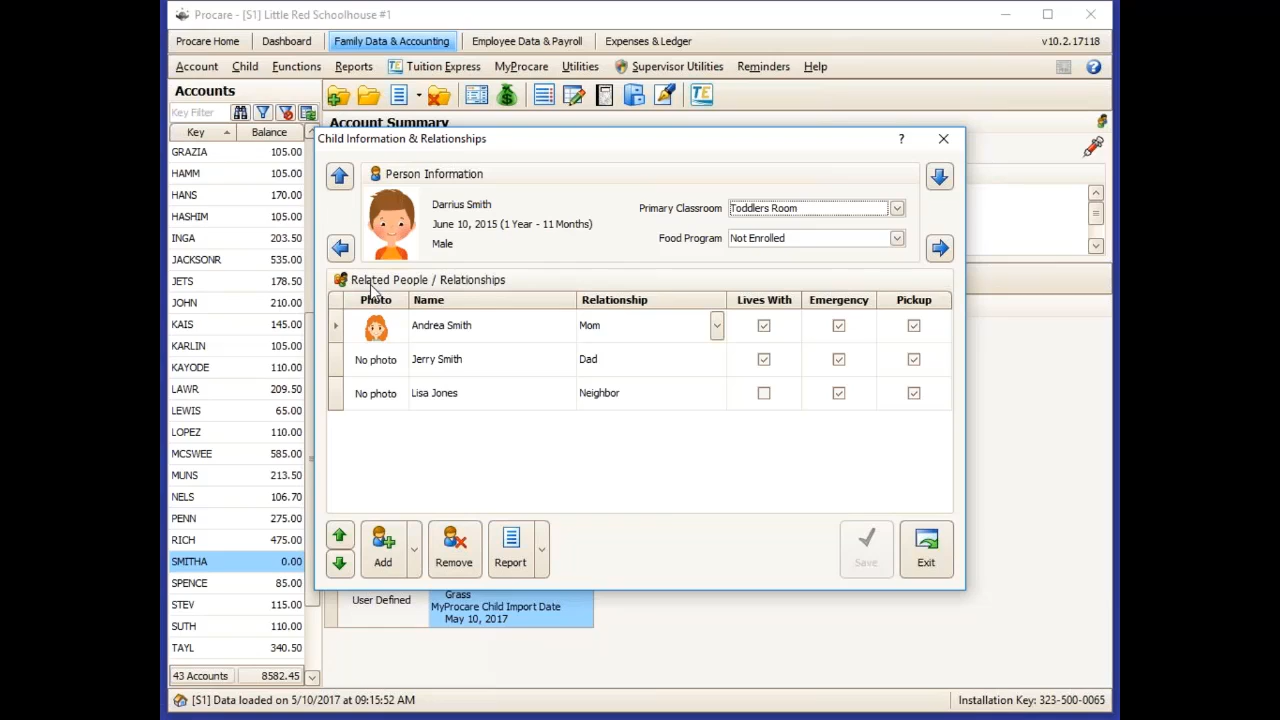 Procare - [S1] Little Red Schoolhouse #1
Procare Home Dashboard Family Data & Accounting Employee Data & Payroll Expenses & Ledger v10.2.17118
Account Child Functions Reports TE Tuition Express MyProcare Utilities Supervisor Utilities Reminders Help ?
Accounts
Key Filter TE
Account Summary
Key Balance
GRAZIA 105.00
HAMM 105.00
HANS 170.00
HASHIM 105.00
INGA 203.50
JACKSONR 535.00
JETS 178.50
JOHN 210.00
KAIS 145.00
KARLIN 105.00
KAYODE 110.00
LAWR 209.50
LEWIS 65.00
LOPEZ 110.00
MCSWEE 585.00
MUNS 213.50
NELS 106.70
PENN 275.00
RICH 475.00
SMITHA 0.00
SPENCE 85.00
STEV 115.00
SUTH 110.00
TAYL 340.50
43 Accounts 8582.45
Child Information & Relationships ?
Person Information
Darrius Smith
June 10, 2015 (1 Year - 11 Months)
Male
Primary Classroom Toddlers Room
Food Program Not Enrolled
Related People / Relationships
Photo Name Relationship Lives With Emergency Pickup
Andrea Smith Mom
No photo Jerry Smith Dad
No photo Lisa Jones Neighbor
Add Remove Report Save Exit
User Defined
Grass
MyProcare Child Import Date
May 10, 2017
[S1] Data loaded on 5/10/2017 at 09:15:52 AM Installation Key: 323-500-0065